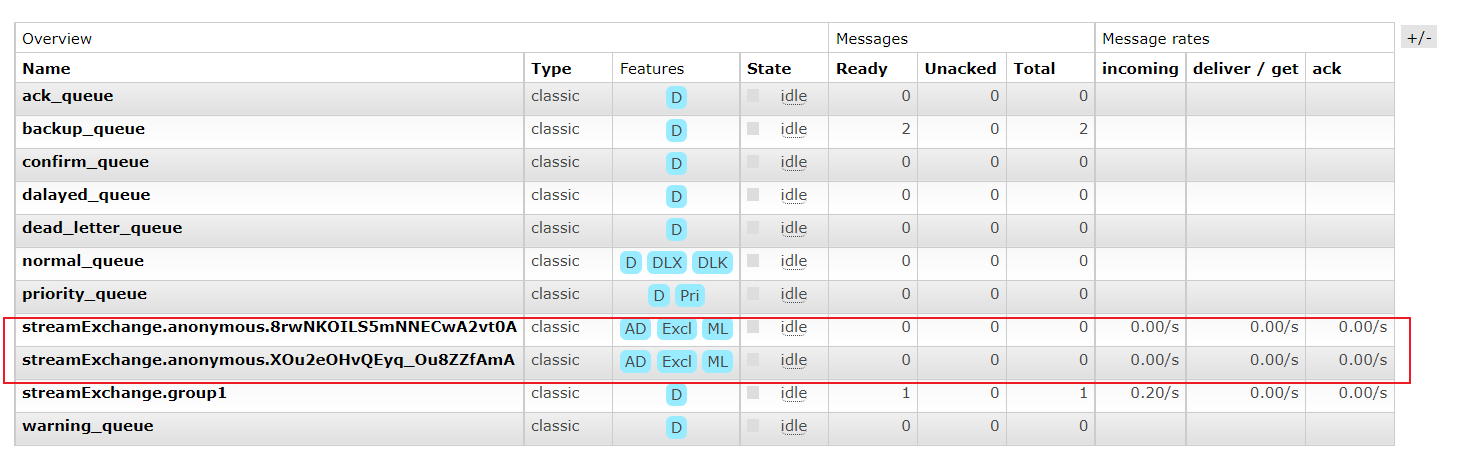 Overview Messages Message rates +/-
Name Type Features State Ready Unacked Total incoming deliver / get ack
ack_queue classic D idle 0 0 0
backup_queue classic D idle 2 0 2
confirm_queue classic D idle 0 0 0
dalayed_queue classic D idle 0 0 0
dead_letter_queue classic D idle 0 0 0
normal_queue classic D DLX DLK idle 0 0 0
priority_queue classic D Pri idle 0 0 0
streamExchange.anonymous.8rwNKOILS5mNNECwA2vt0A classic AD Excl ML idle 0 0 0 0.00/s 0.00/s 0.00/s
streamExchange.anonymous.XOu2eOHvQEyq_Ou8ZZfAmA classic AD Excl ML idle 0 0 0 0.00/s 0.00/s 0.00/s
streamExchange.group1 classic D idle 1 0 1 0.20/s 0.00/s 0.00/s
warning_queue classic D idle 0 0 0